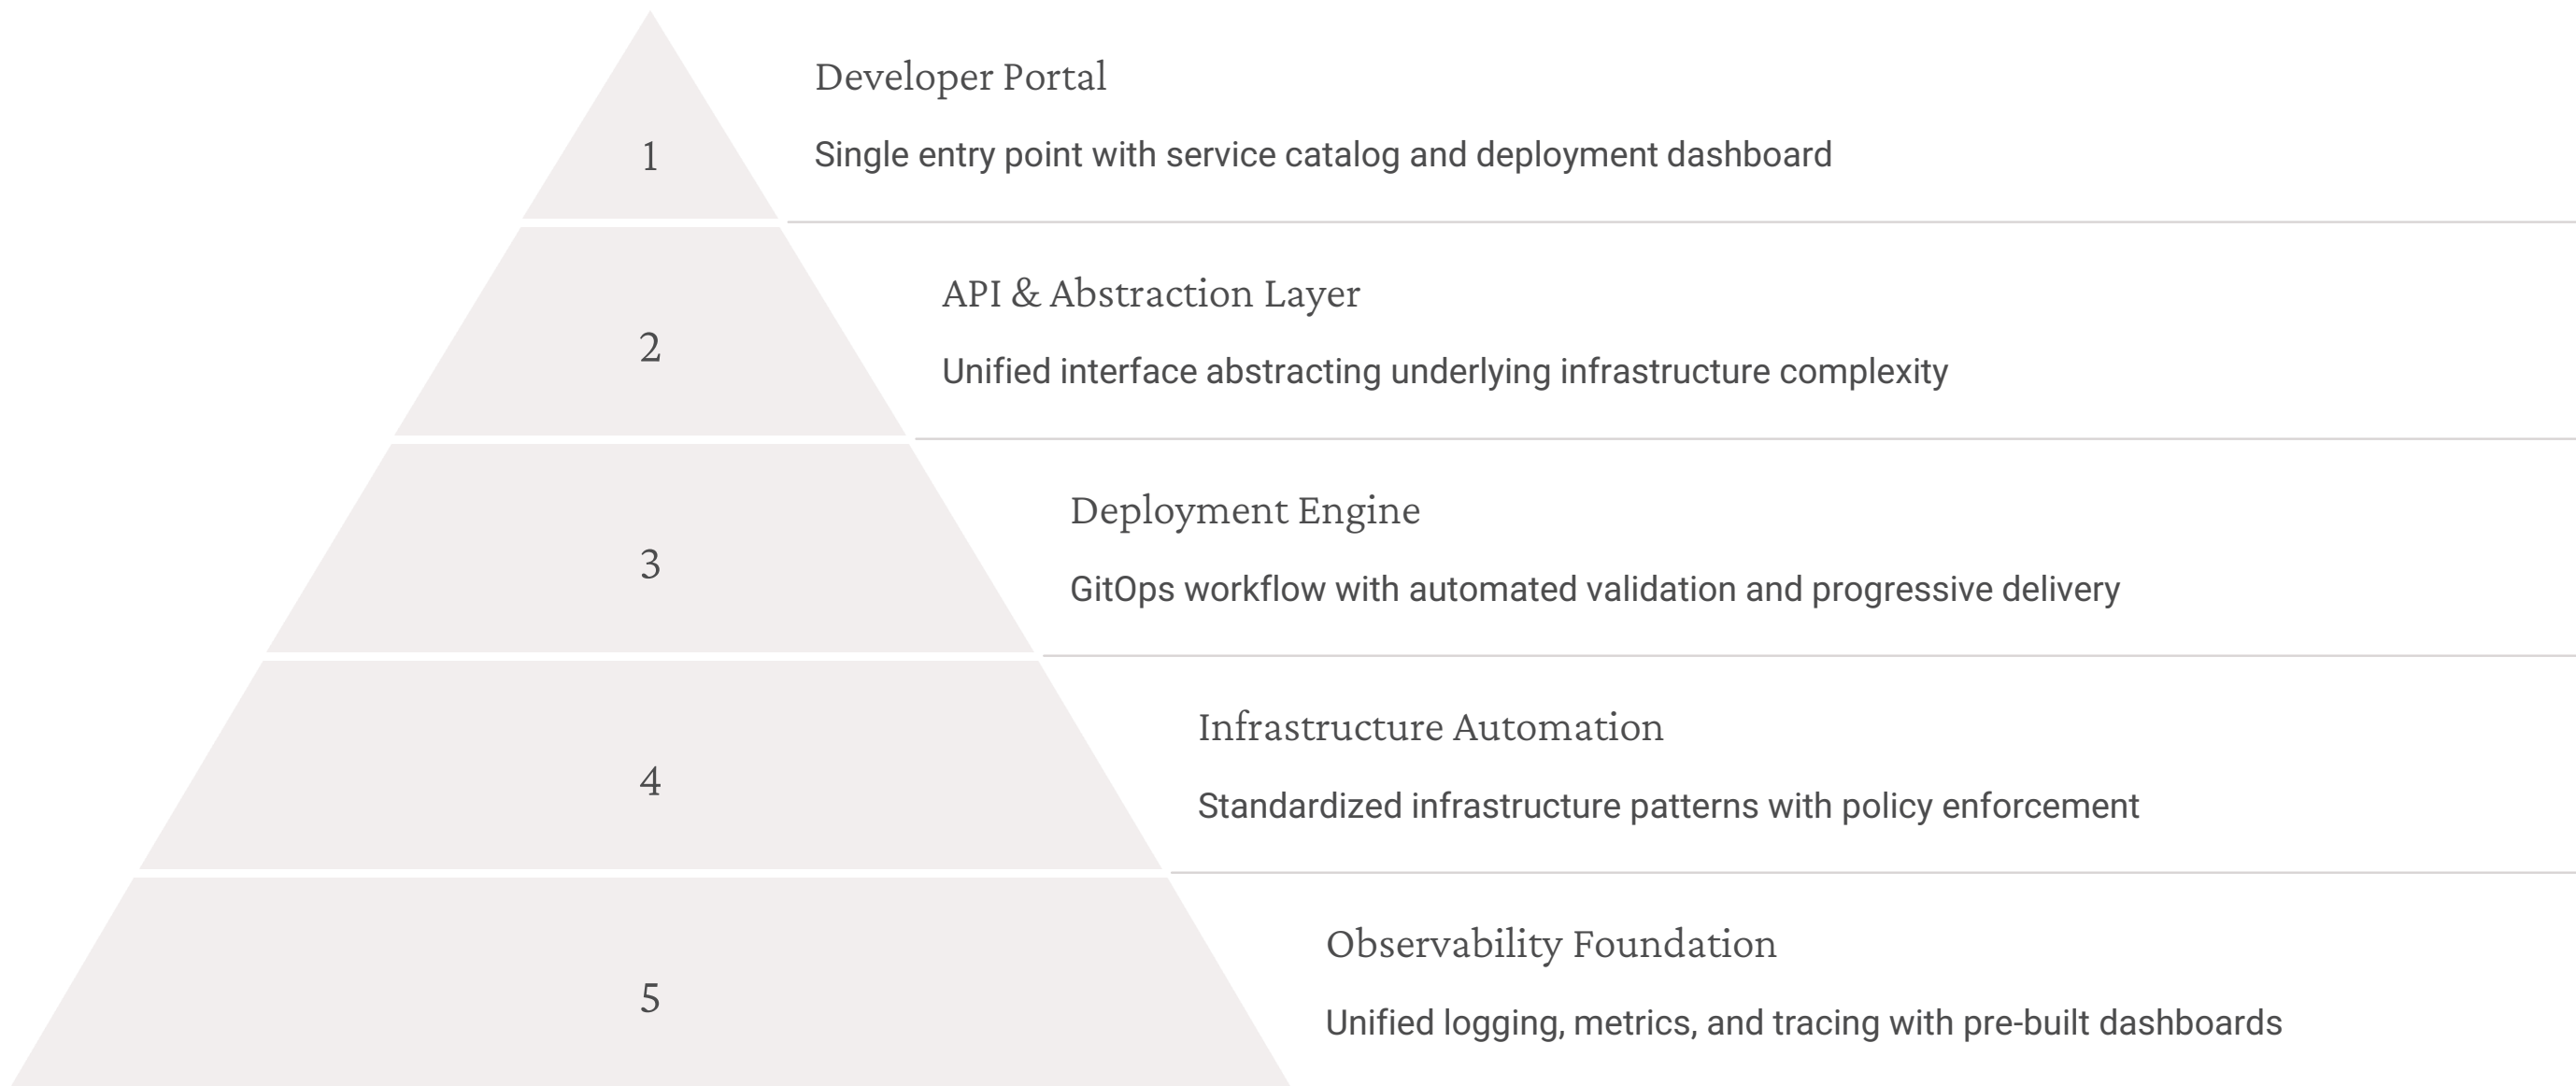 Developer Portal
1
Single entry point with service catalog and deployment dashboard
API & Abstraction Layer
2
Unified interface abstracting underlying infrastructure complexity
Deployment Engine
3
GitOps workflow with automated validation and progressive delivery
Infrastructure Automation
4
Standardized infrastructure patterns with policy enforcement
Observability Foundation
5
Unified logging, metrics, and tracing with pre-built dashboards